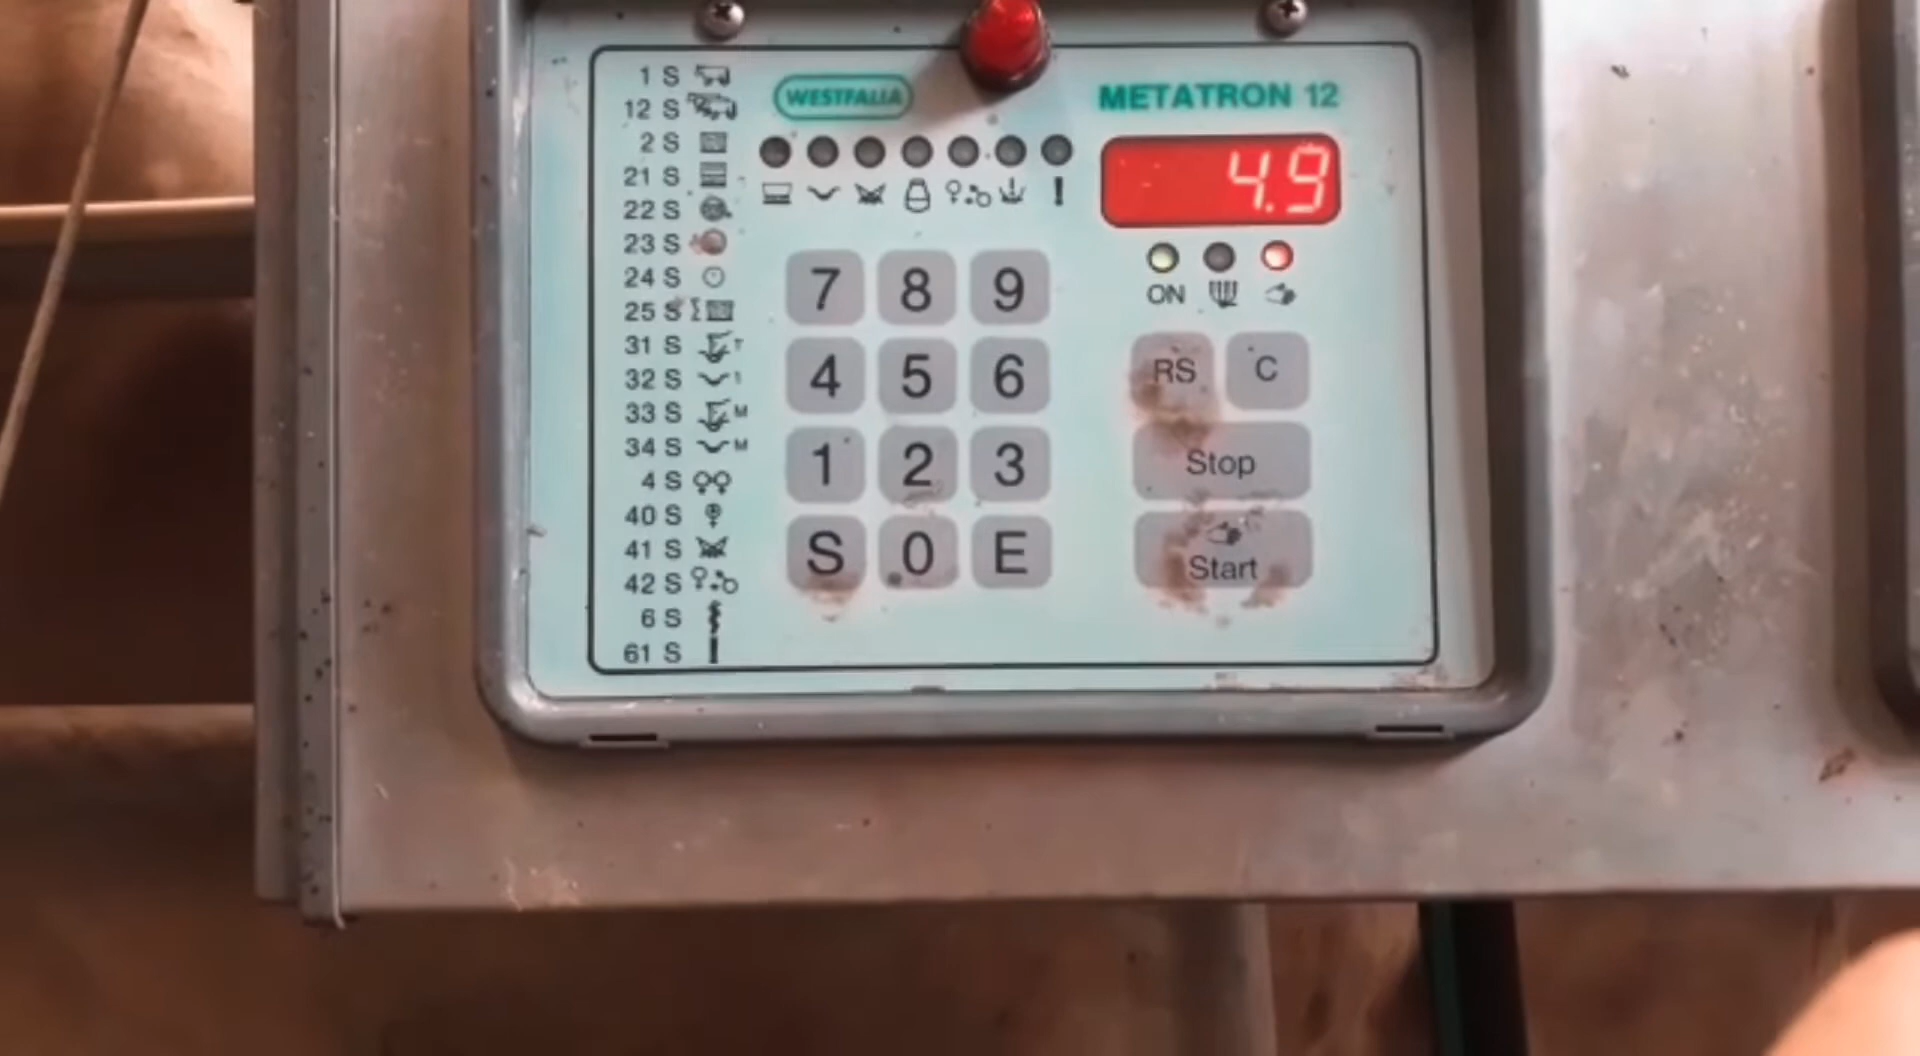 1 S
12 S
2 S
21 S
22 S
23 S
24 S
25 S Σ
31 S T
32 S
33 S M
34 S M
4 S
40 S
41 S
42 S
6 S
61 S
WESTFALIA
METATRON 12
4.9
!
ON
7 8 9
4 5 6
1 2 3
S 0 E
RS C
Stop
Start